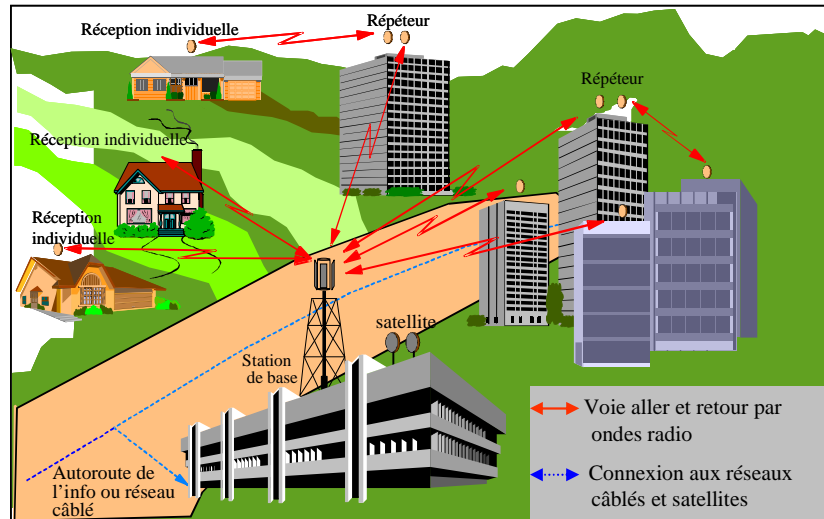 Réception individuelle
Répéteur
Répéteur
Réception individuelle
Réception
individuelle
satellite
Station
de base
Autoroute de
l'info ou réseau
câblé
Voie aller et retour par
ondes radio
Connexion aux réseaux
câblés et satellites